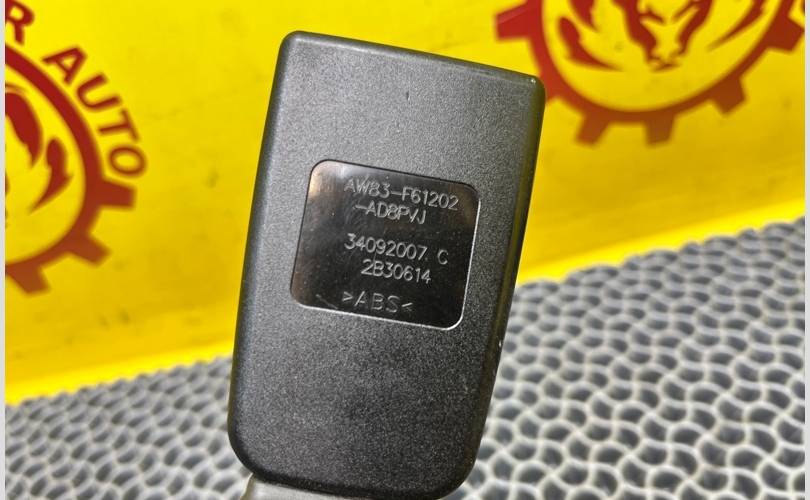 R AUTO
AW83-F61202
-AD8PVJ
34092007 C
2B30614
>ABS<